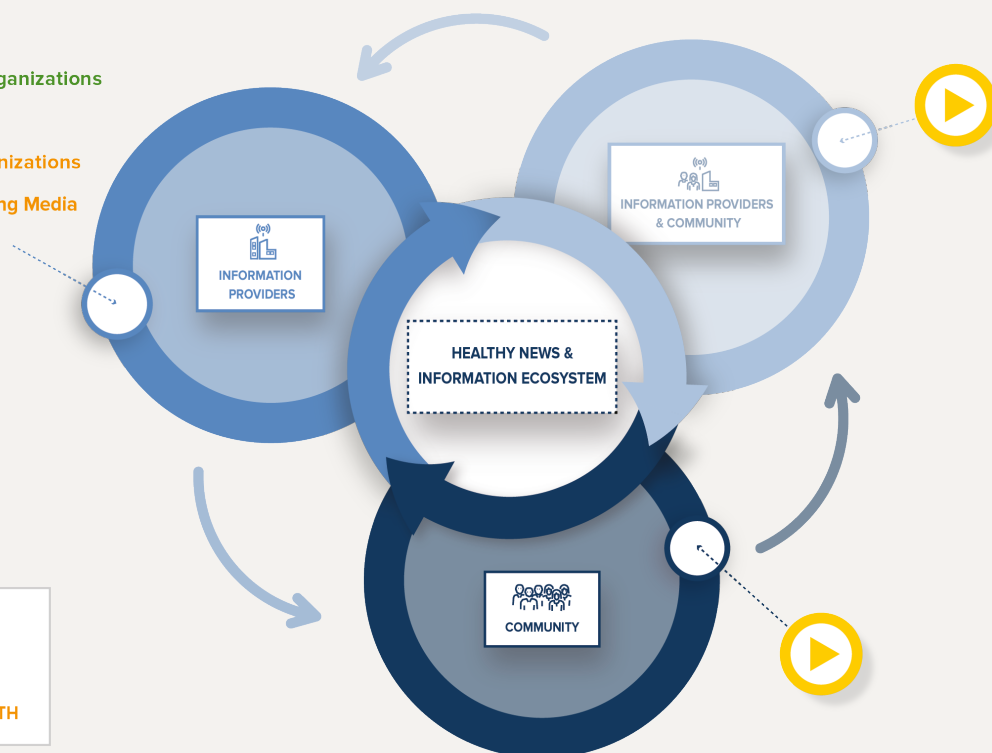 ganizations
nizations
ng Media
INFORMATION PROVIDERS
& COMMUNITY
INFORMATION
PROVIDERS
HEALTHY NEWS &
INFORMATION ECOSYSTEM
COMMUNITY
TH